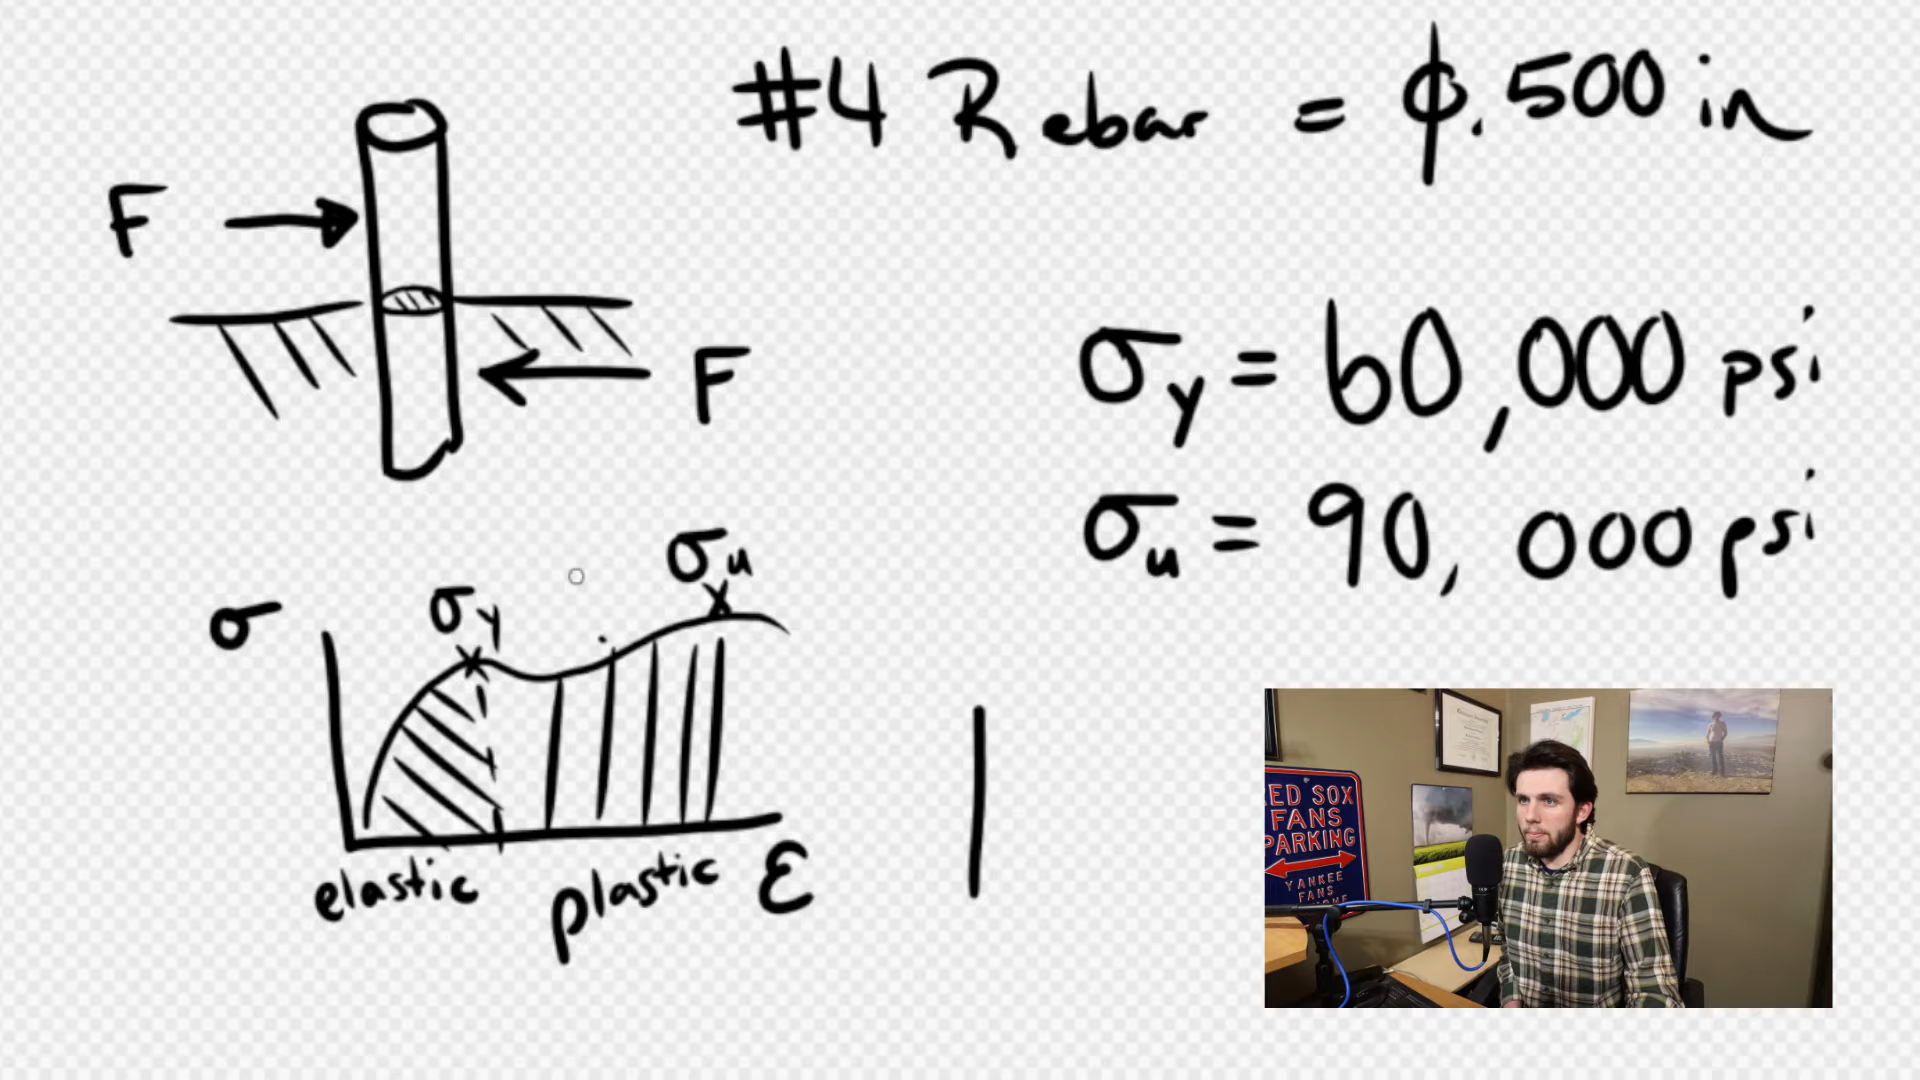 #4 Rebar = ϕ.500 in
F
F
σy = 60,000 psi
σu = 90,000 psi
σu
σy
σ
elastic
plastic
ε
ED SOX
FANS
PARKING
YANKEE
FANS